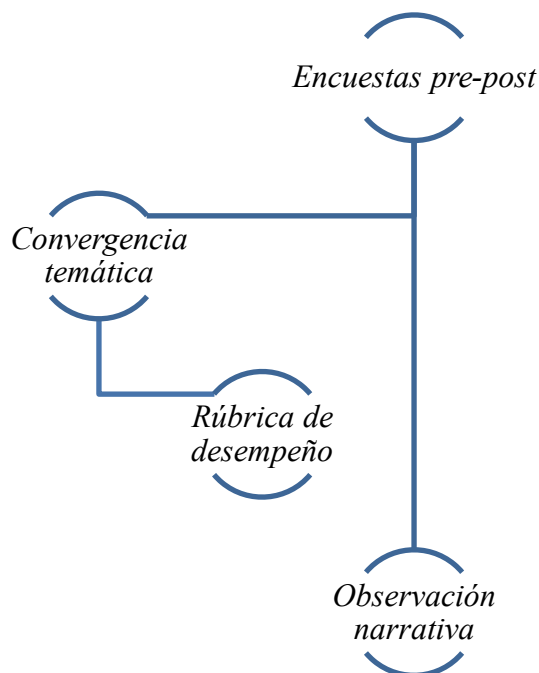 Encuestas pre-post
Convergencia
temática
Rúbrica de
desempeño
Observación
narrativa